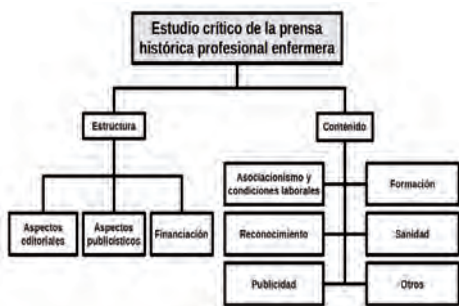 Estudio crítico de la prensa
histórica profesional enfermera
Estructura
Contenido
Aspectos
editoriales
Aspectos
publicísticos
Financiación
Asociacionismo y
condiciones laborales
Formación
Reconocimiento
Sanidad
Publicidad
Otros